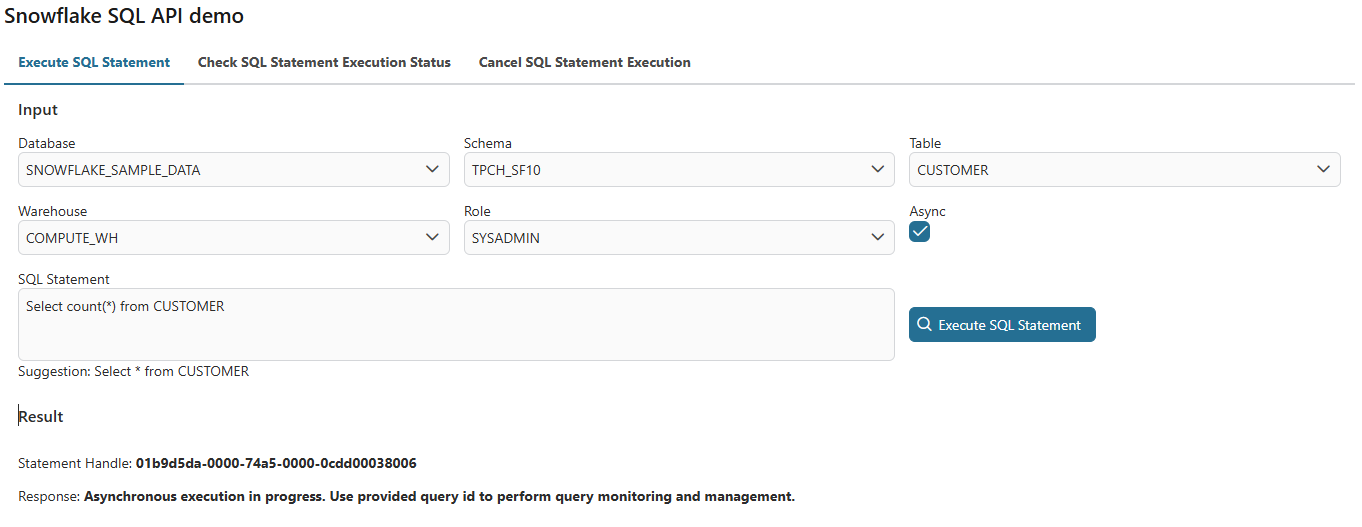 Snowflake SQL API demo
Execute SQL Statement Check SQL Statement Execution Status Cancel SQL Statement Execution
Input
Database Schema Table
SNOWFLAKE_SAMPLE_DATA TPCH_SF10 CUSTOMER
Warehouse Role Async
COMPUTE_WH SYSADMIN
SQL Statement
Select count(*) from CUSTOMER
Execute SQL Statement
Suggestion: Select * from CUSTOMER
Result
Statement Handle: 01b9d5da-0000-74a5-0000-0cdd00038006
Response: Asynchronous execution in progress. Use provided query id to perform query monitoring and management.